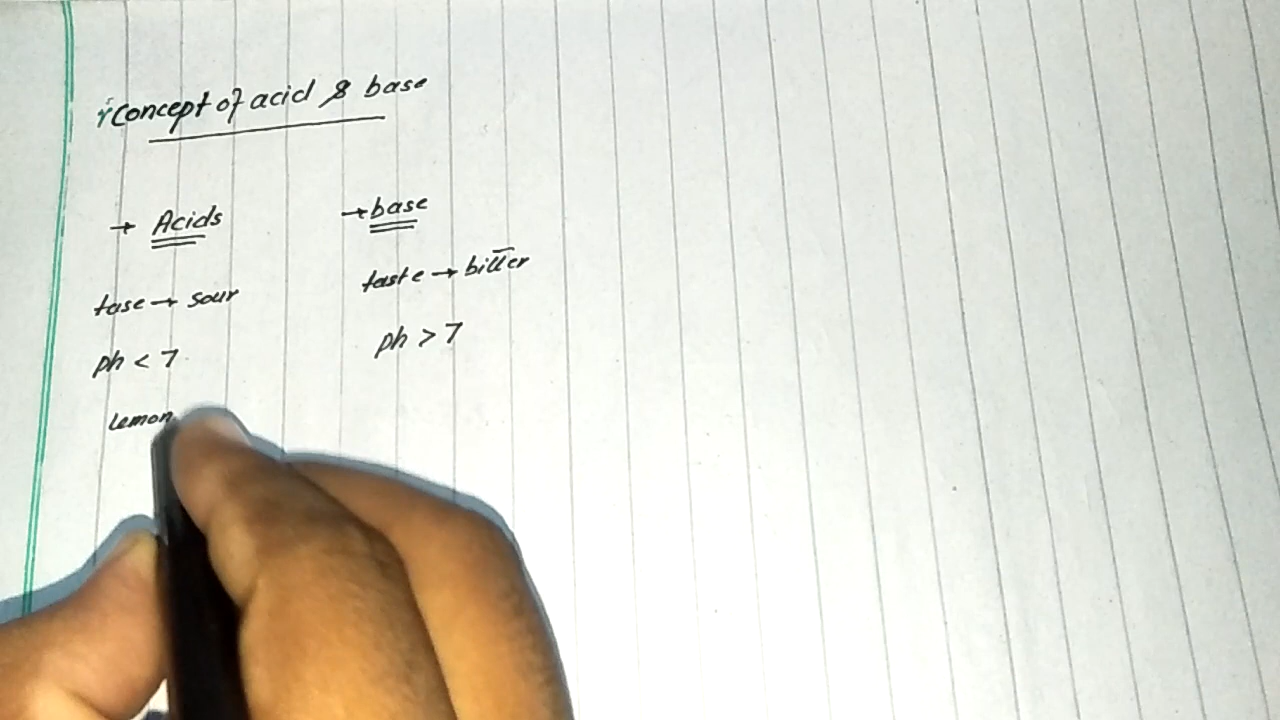 concept of acid & base
→ Acids
tase → sour
ph < 7
Lemon
→ base
taste → bitter
ph > 7